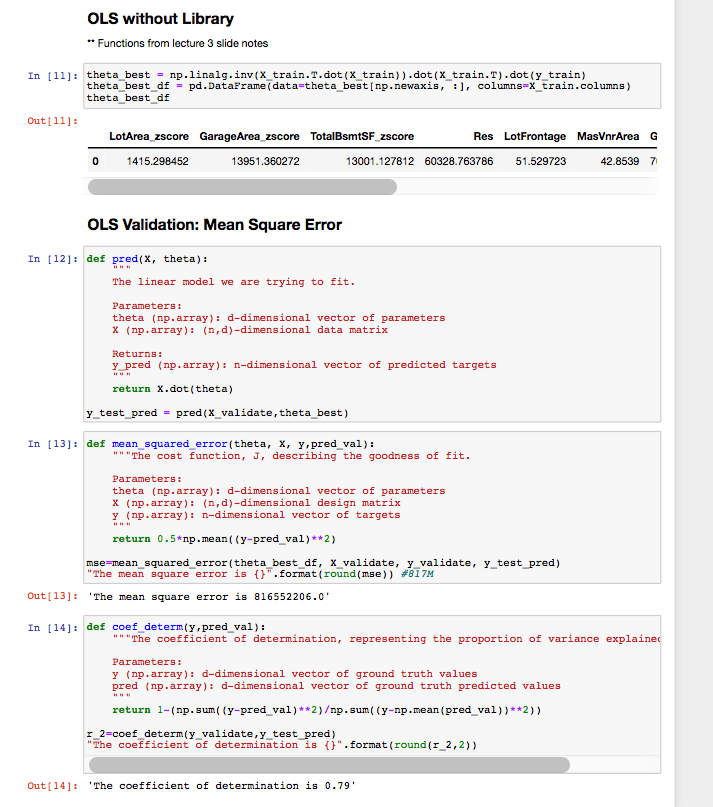 OLS without Library
** Functions from lecture 3 slide notes
In [11]: theta_best = np.linalg.inv(X_train.T.dot(X_train)).dot(X_train.T).dot(y_train)
theta_best_df = pd.DataFrame(data=theta_best[np.newaxis, :], columns=X_train.columns)
theta_best_df
Out[11]:
LotArea_zscore GarageArea_zscore TotalBsmtSF_zscore Res LotFrontage MasVnrArea G
0 1415.298452 13951.360272 13001.127812 60328.763786 51.529723 42.8539
OLS Validation: Mean Square Error
In [12]: def pred(X, theta):
"""
The linear model we are trying to fit.
Parameters:
theta (np.array): d-dimensional vector of parameters
X (np.array): (n,d)-dimensional data matrix
Returns:
y_pred (np.array): n-dimensional vector of predicted targets
"""
return X.dot(theta)
y_test_pred = pred(X_validate,theta_best)
In [13]: def mean_squared_error(theta, X, y,pred_val):
"""The cost function, J, describing the goodness of fit.
Parameters:
theta (np.array): d-dimensional vector of parameters
X (np.array): (n,d)-dimensional design matrix
y (np.array): n-dimensional vector of targets
"""
return 0.5*np.mean((y-pred_val)**2)
mse=mean_squared_error(theta_best_df, X_validate, y_validate, y_test_pred)
"The mean square error is {}".format(round(mse)) #817M
Out[13]: 'The mean square error is 816552206.0'
In [14]: def coef_determ(y,pred_val):
"""The coefficient of determination, representing the proportion of variance explained
Parameters:
y (np.array): d-dimensional vector of ground truth values
pred (np.array): d-dimensional vector of ground truth predicted values
"""
return 1-(np.sum((y-pred_val)**2)/np.sum((y-np.mean(pred_val))**2))
r_2=coef_determ(y_validate,y_test_pred)
"The coefficient of determination is {}".format(round(r_2,2))
Out[14]: 'The coefficient of determination is 0.79'